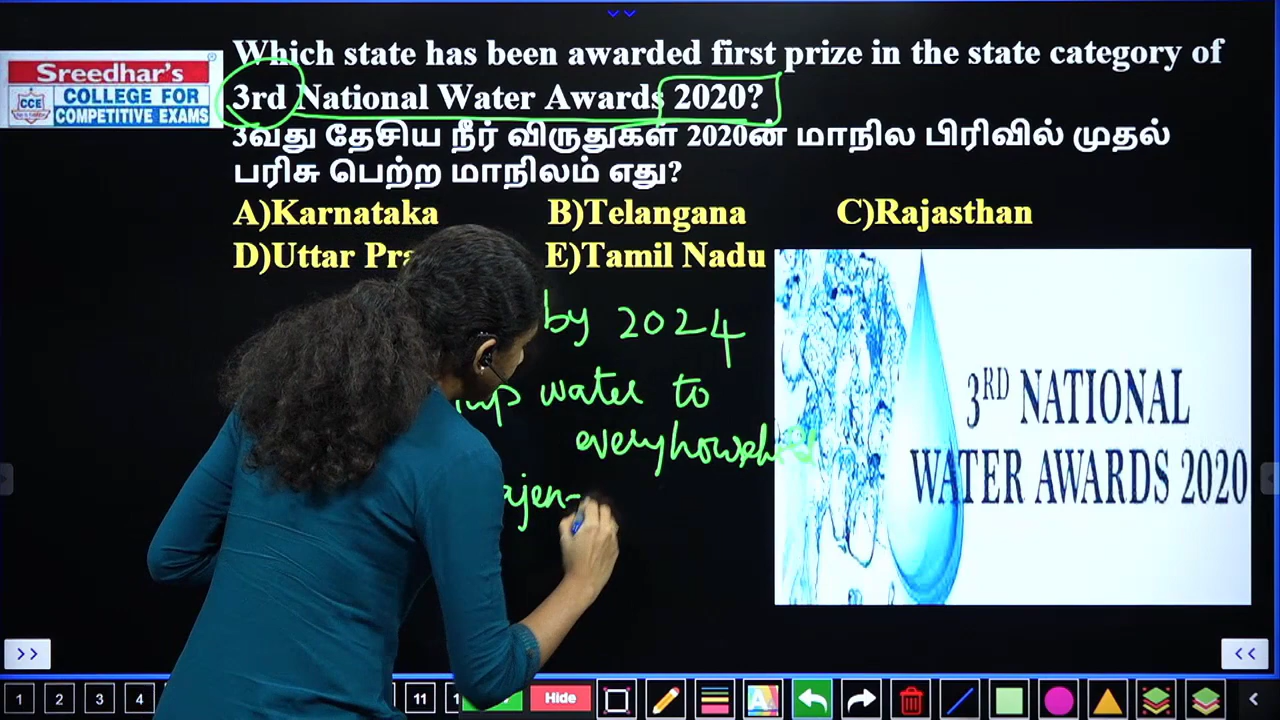 Which state has been awarded first prize in the state category of
3rd National Water Awards 2020?
3வது தேசிய நீர் விருதுகள் 2020ன் மாநில பிரிவில் முதல்
பரிசு பெற்ற மாநிலம் எது?
A)Karnataka B)Telangana C)Rajasthan
D)Uttar Pra E)Tamil Nadu
Sreedhar's
CCE
COLLEGE FOR
COMPETITIVE EXAMS
by 2024
water to
every household
3RD NATIONAL
WATER AWARDS 2020
>> <<
1 2 3 4 11 Hide A